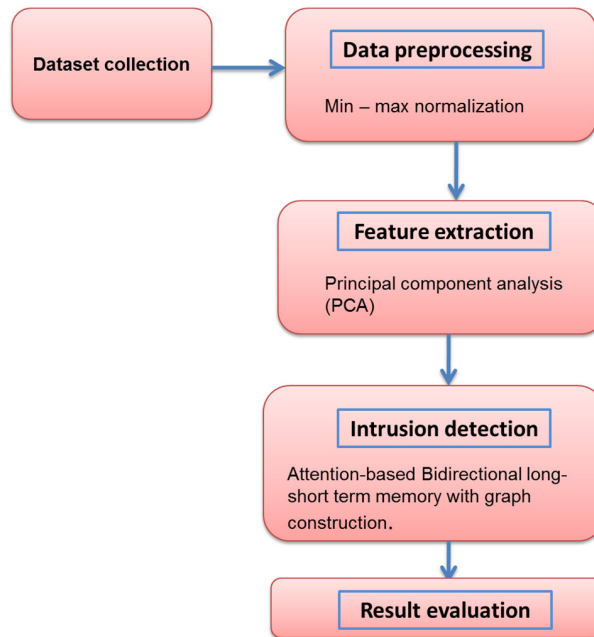 Dataset collection
Data preprocessing
Min – max normalization
Feature extraction
Principal component analysis
(PCA)
Intrusion detection
Attention-based Bidirectional long-
short term memory with graph
construction.
Result evaluation